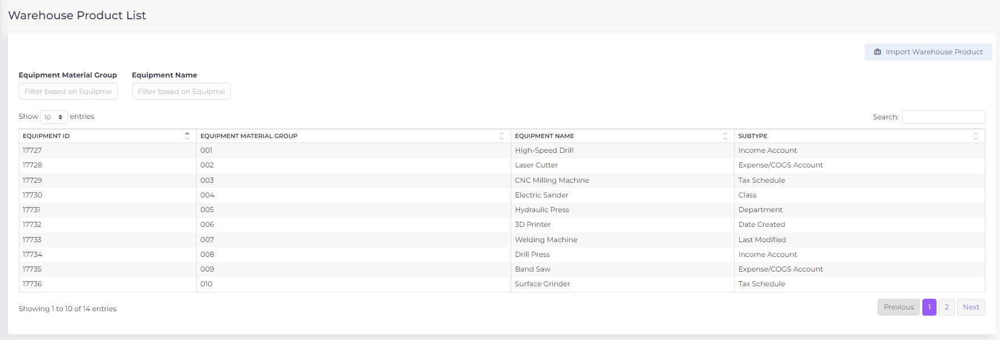 Warehouse Product List
Import Warehouse Product
Equipment Material Group Equipment Name
Filter based on Equipme Filter based on Equipme
Show 10 entries Search:
EQUIPMENT ID EQUIPMENT MATERIAL GROUP EQUIPMENT NAME SUBTYPE
17727 001 High-Speed Drill Income Account
17728 002 Laser Cutter Expense/COGS Account
17729 003 CNC Milling Machine Tax Schedule
17730 004 Electric Sander Class
17731 005 Hydraulic Press Department
17732 006 3D Printer Date Created
17733 007 Welding Machine Last Modified
17734 008 Drill Press Income Account
17735 009 Band Saw Expense/COGS Account
17736 010 Surface Grinder Tax Schedule
Showing 1 to 10 of 14 entries Previous 1 2 Next